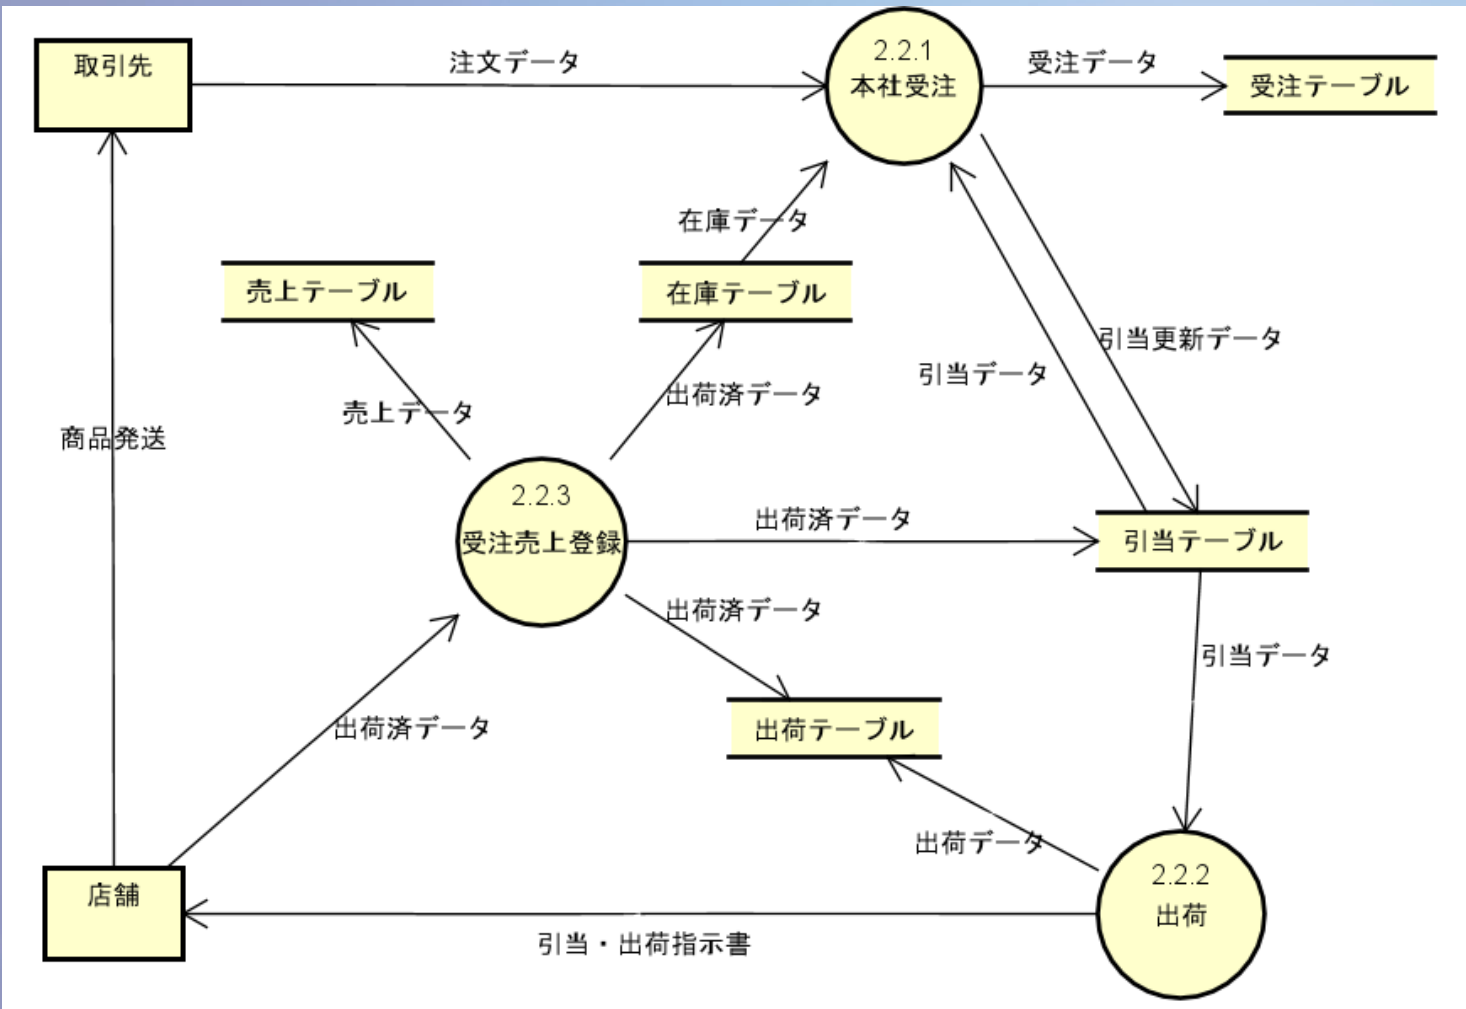 取引先
注文データ
2.2.1
本社受注
受注データ
受注テーブル
在庫データ
売上テーブル
在庫テーブル
引当更新データ
引当データ
売上データ
出荷済データ
商品発送
2.2.3
受注売上登録
出荷済データ
引当テーブル
出荷済データ
引当データ
出荷済データ
出荷テーブル
出荷データ
2.2.2
出荷
店舗
引当・出荷指示書